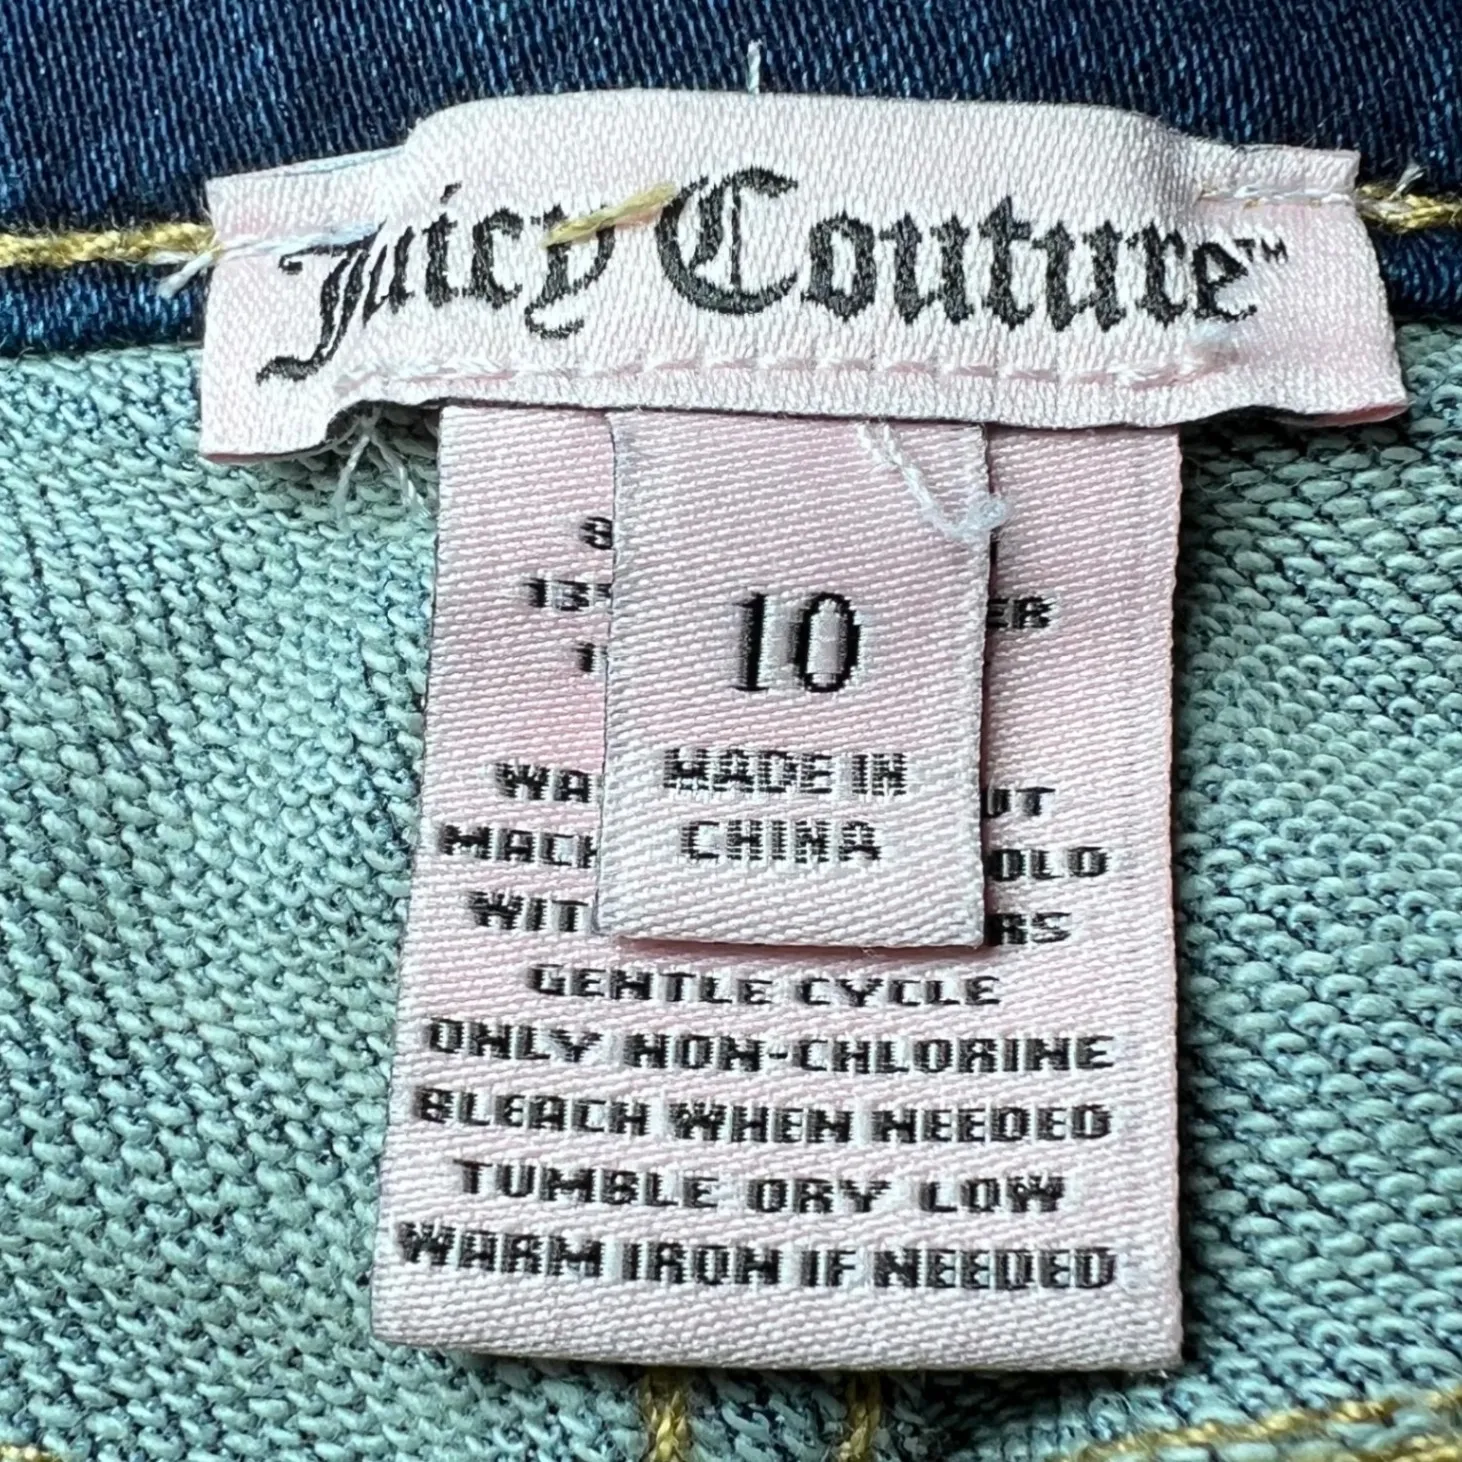 Juicy Couture™
10
MADE IN
CHINA
GENTLE CYCLE
ONLY NON-CHLORINE
BLEACH WHEN NEEDED
TUMBLE DRY LOW
WARM IRON IF NEEDED